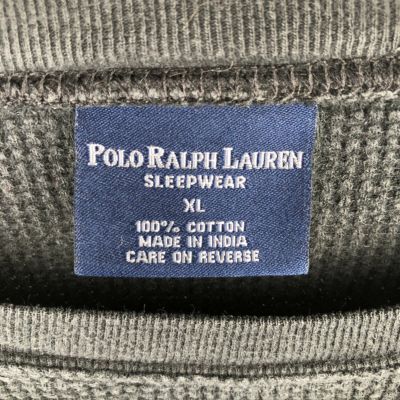 POLO RALPH LAUREN
SLEEPWEAR
XL
100% COTTON
MADE IN INDIA
CARE ON REVERSE